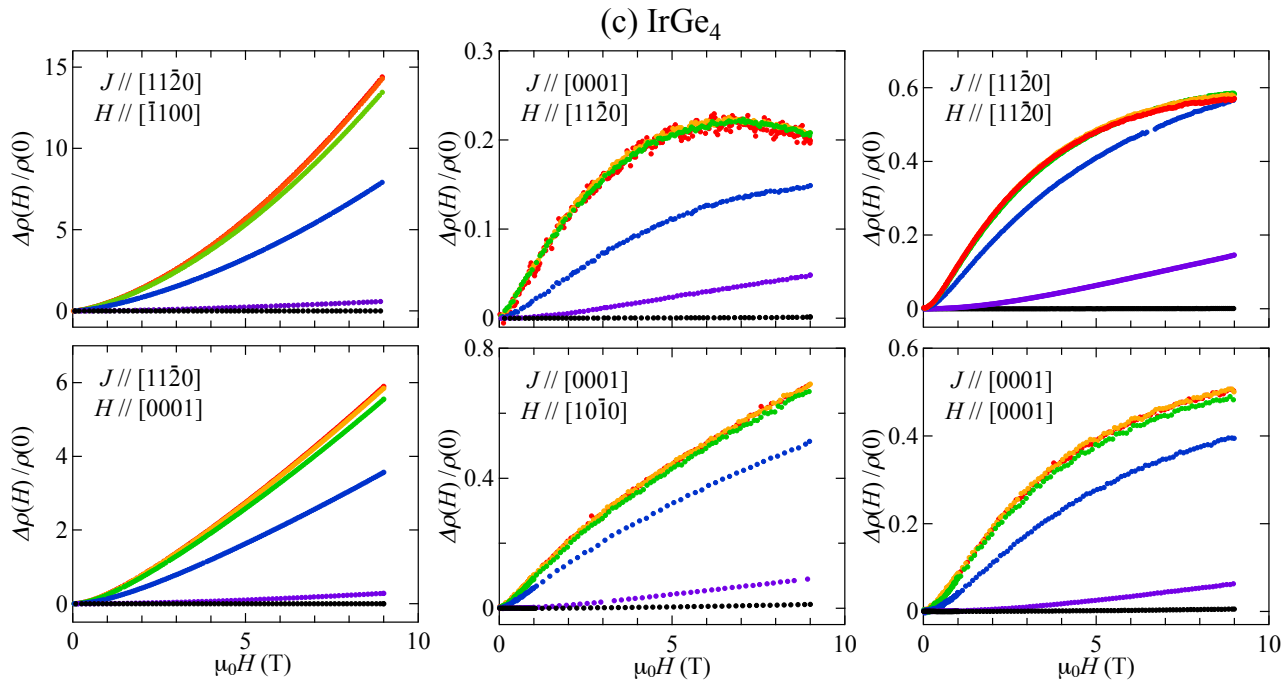 (c) IrGe₄
Δρ(H)/ρ(0)
15
10
5
0
J // [112̄0]
H // [1̄100]
Δρ(H)/ρ(0)
0.3
0.2
0.1
0
J // [0001]
H // [112̄0]
Δρ(H)/ρ(0)
0.6
0.4
0.2
0
J // [112̄0]
H // [112̄0]
Δρ(H)/ρ(0)
6
4
2
0
J // [112̄0]
H // [0001]
0 5 10
μ₀H (T)
Δρ(H)/ρ(0)
0.8
0.4
0
J // [0001]
H // [101̄0]
0 5 10
μ₀H (T)
Δρ(H)/ρ(0)
0.6
0.4
0.2
0
J // [0001]
H // [0001]
0 5 10
μ₀H (T)